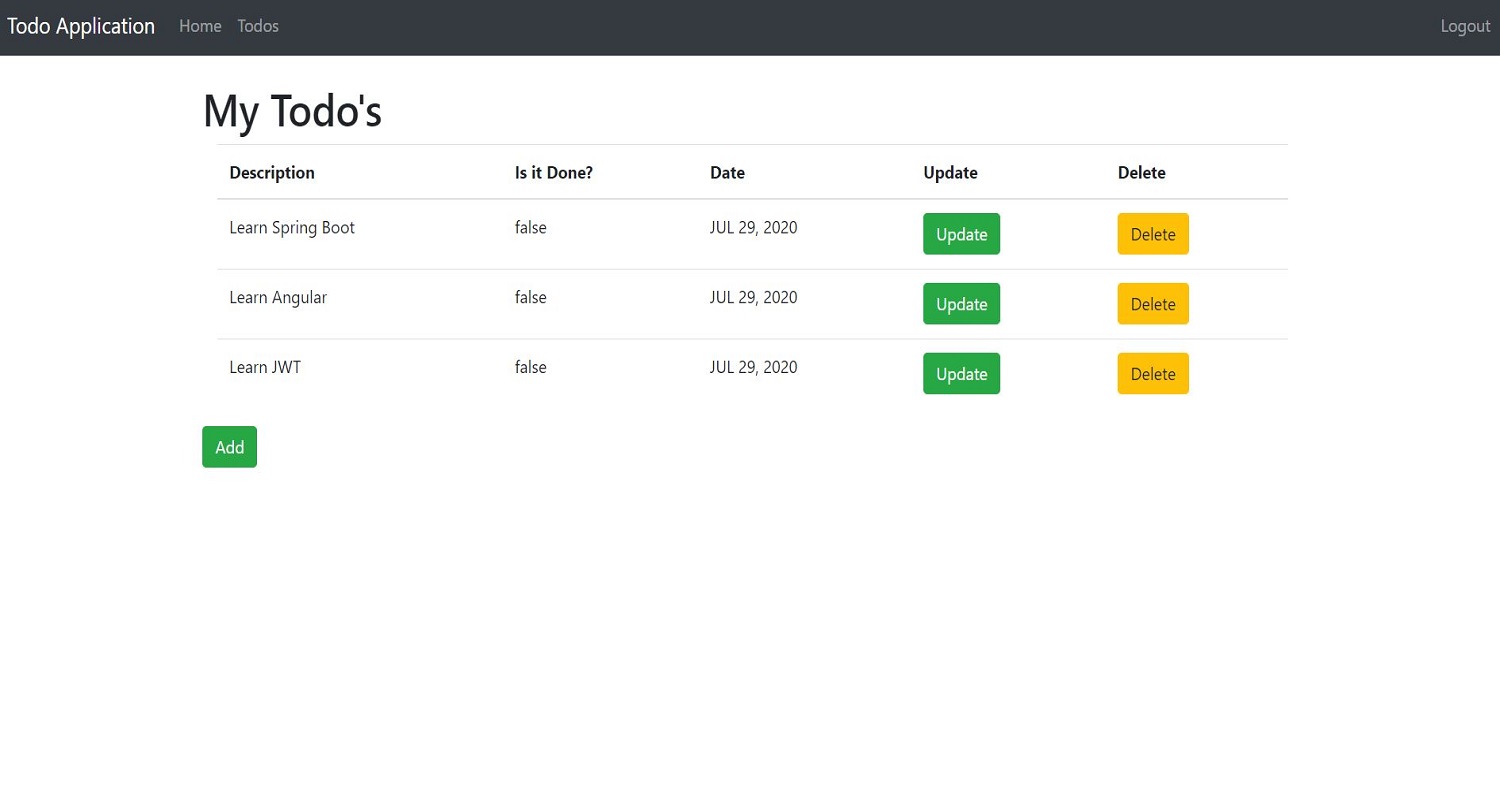 Todo Application Home Todos Logout
My Todo's
Description Is it Done? Date Update Delete
Learn Spring Boot false JUL 29, 2020 Update Delete
Learn Angular false JUL 29, 2020 Update Delete
Learn JWT false JUL 29, 2020 Update Delete
Add